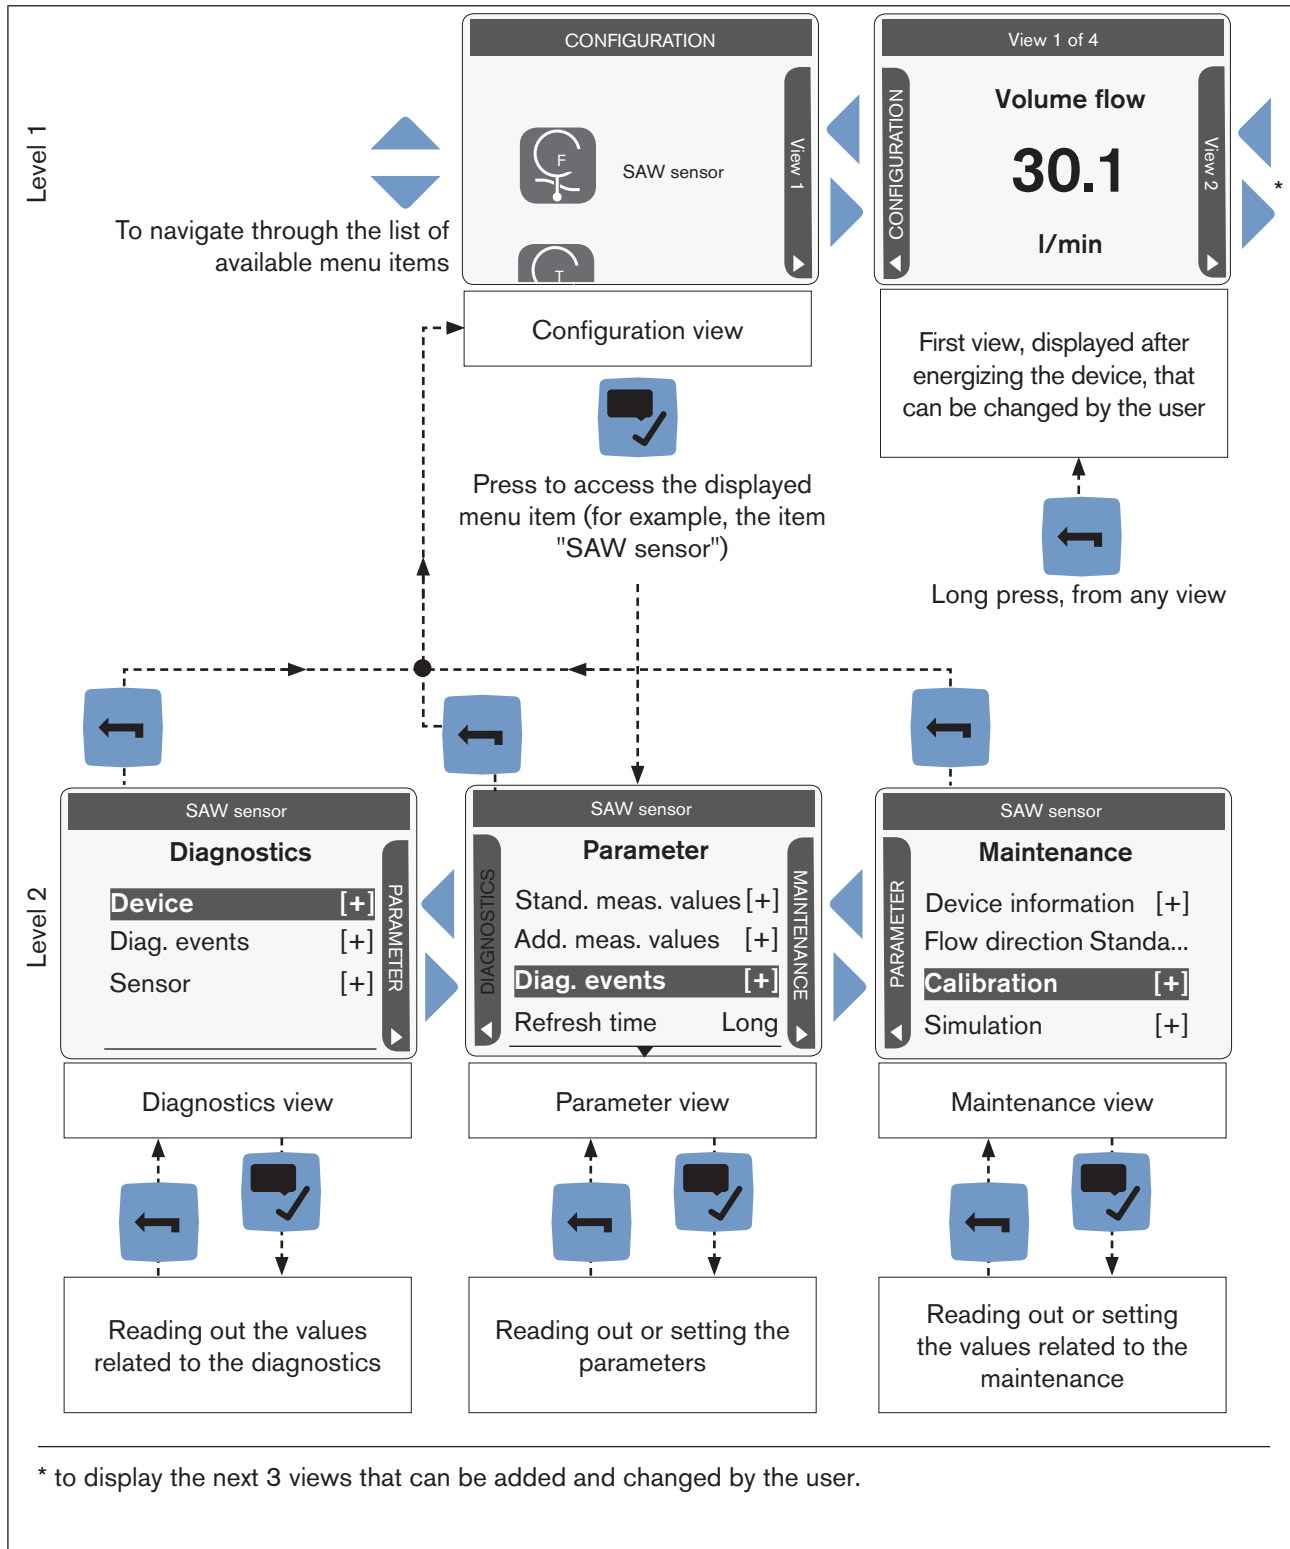 Level 1
CONFIGURATION
F
SAW sensor
T
View 1
To navigate through the list of
available menu items
View 1 of 4
CONFIGURATION
Volume flow
30.1
l/min
View 2
*
Configuration view
First view, displayed after
energizing the device, that
can be changed by the user
Press to access the displayed
menu item (for example, the item
"SAW sensor")
Long press, from any view
Level 2
SAW sensor
Diagnostics
Device [+]
Diag. events [+]
Sensor [+]
PARAMETER
SAW sensor
DIAGNOSTICS
Parameter
Stand. meas. values [+]
Add. meas. values [+]
Diag. events [+]
Refresh time Long
MAINTENANCE
SAW sensor
PARAMETER
Maintenance
Device information [+]
Flow direction Standa...
Calibration [+]
Simulation [+]
Diagnostics view
Parameter view
Maintenance view
Reading out the values
related to the diagnostics
Reading out or setting the
parameters
Reading out or setting
the values related to the
maintenance
* to display the next 3 views that can be added and changed by the user.